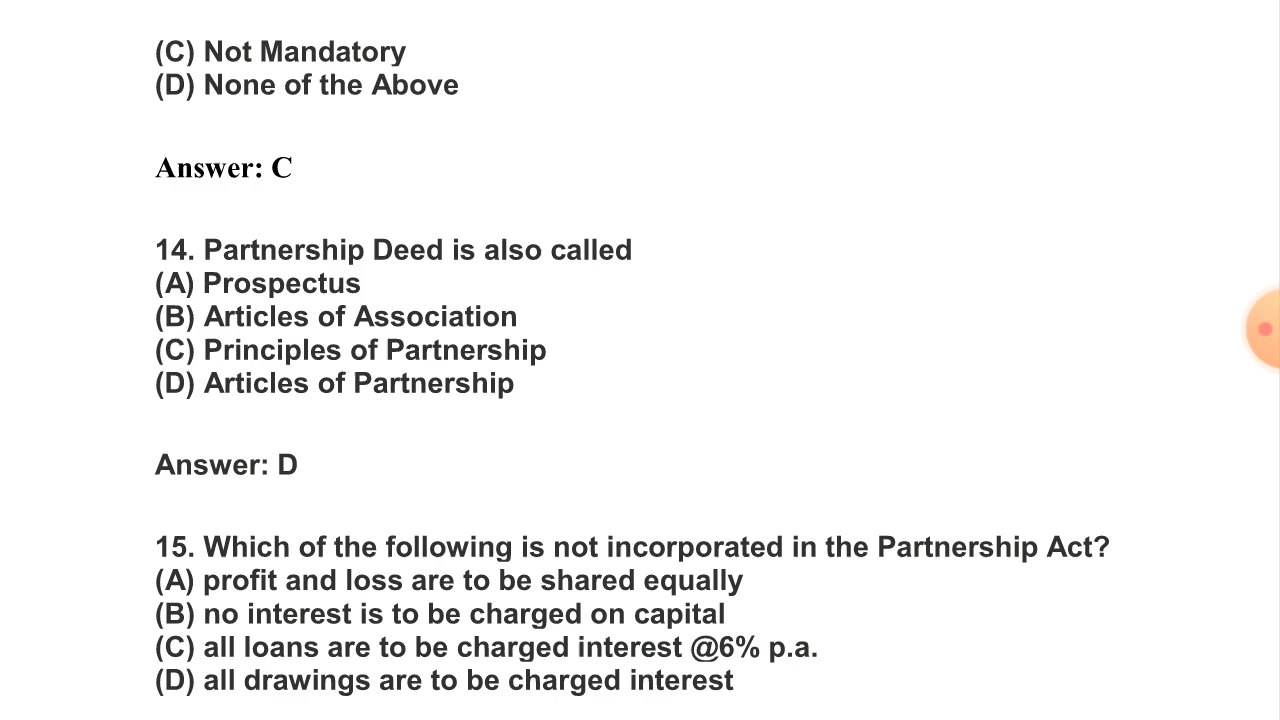 (C) Not Mandatory
(D) None of the Above
Answer: C
14. Partnership Deed is also called
(A) Prospectus
(B) Articles of Association
(C) Principles of Partnership
(D) Articles of Partnership
Answer: D
15. Which of the following is not incorporated in the Partnership Act?
(A) profit and loss are to be shared equally
(B) no interest is to be charged on capital
(C) all loans are to be charged interest @6% p.a.
(D) all drawings are to be charged interest